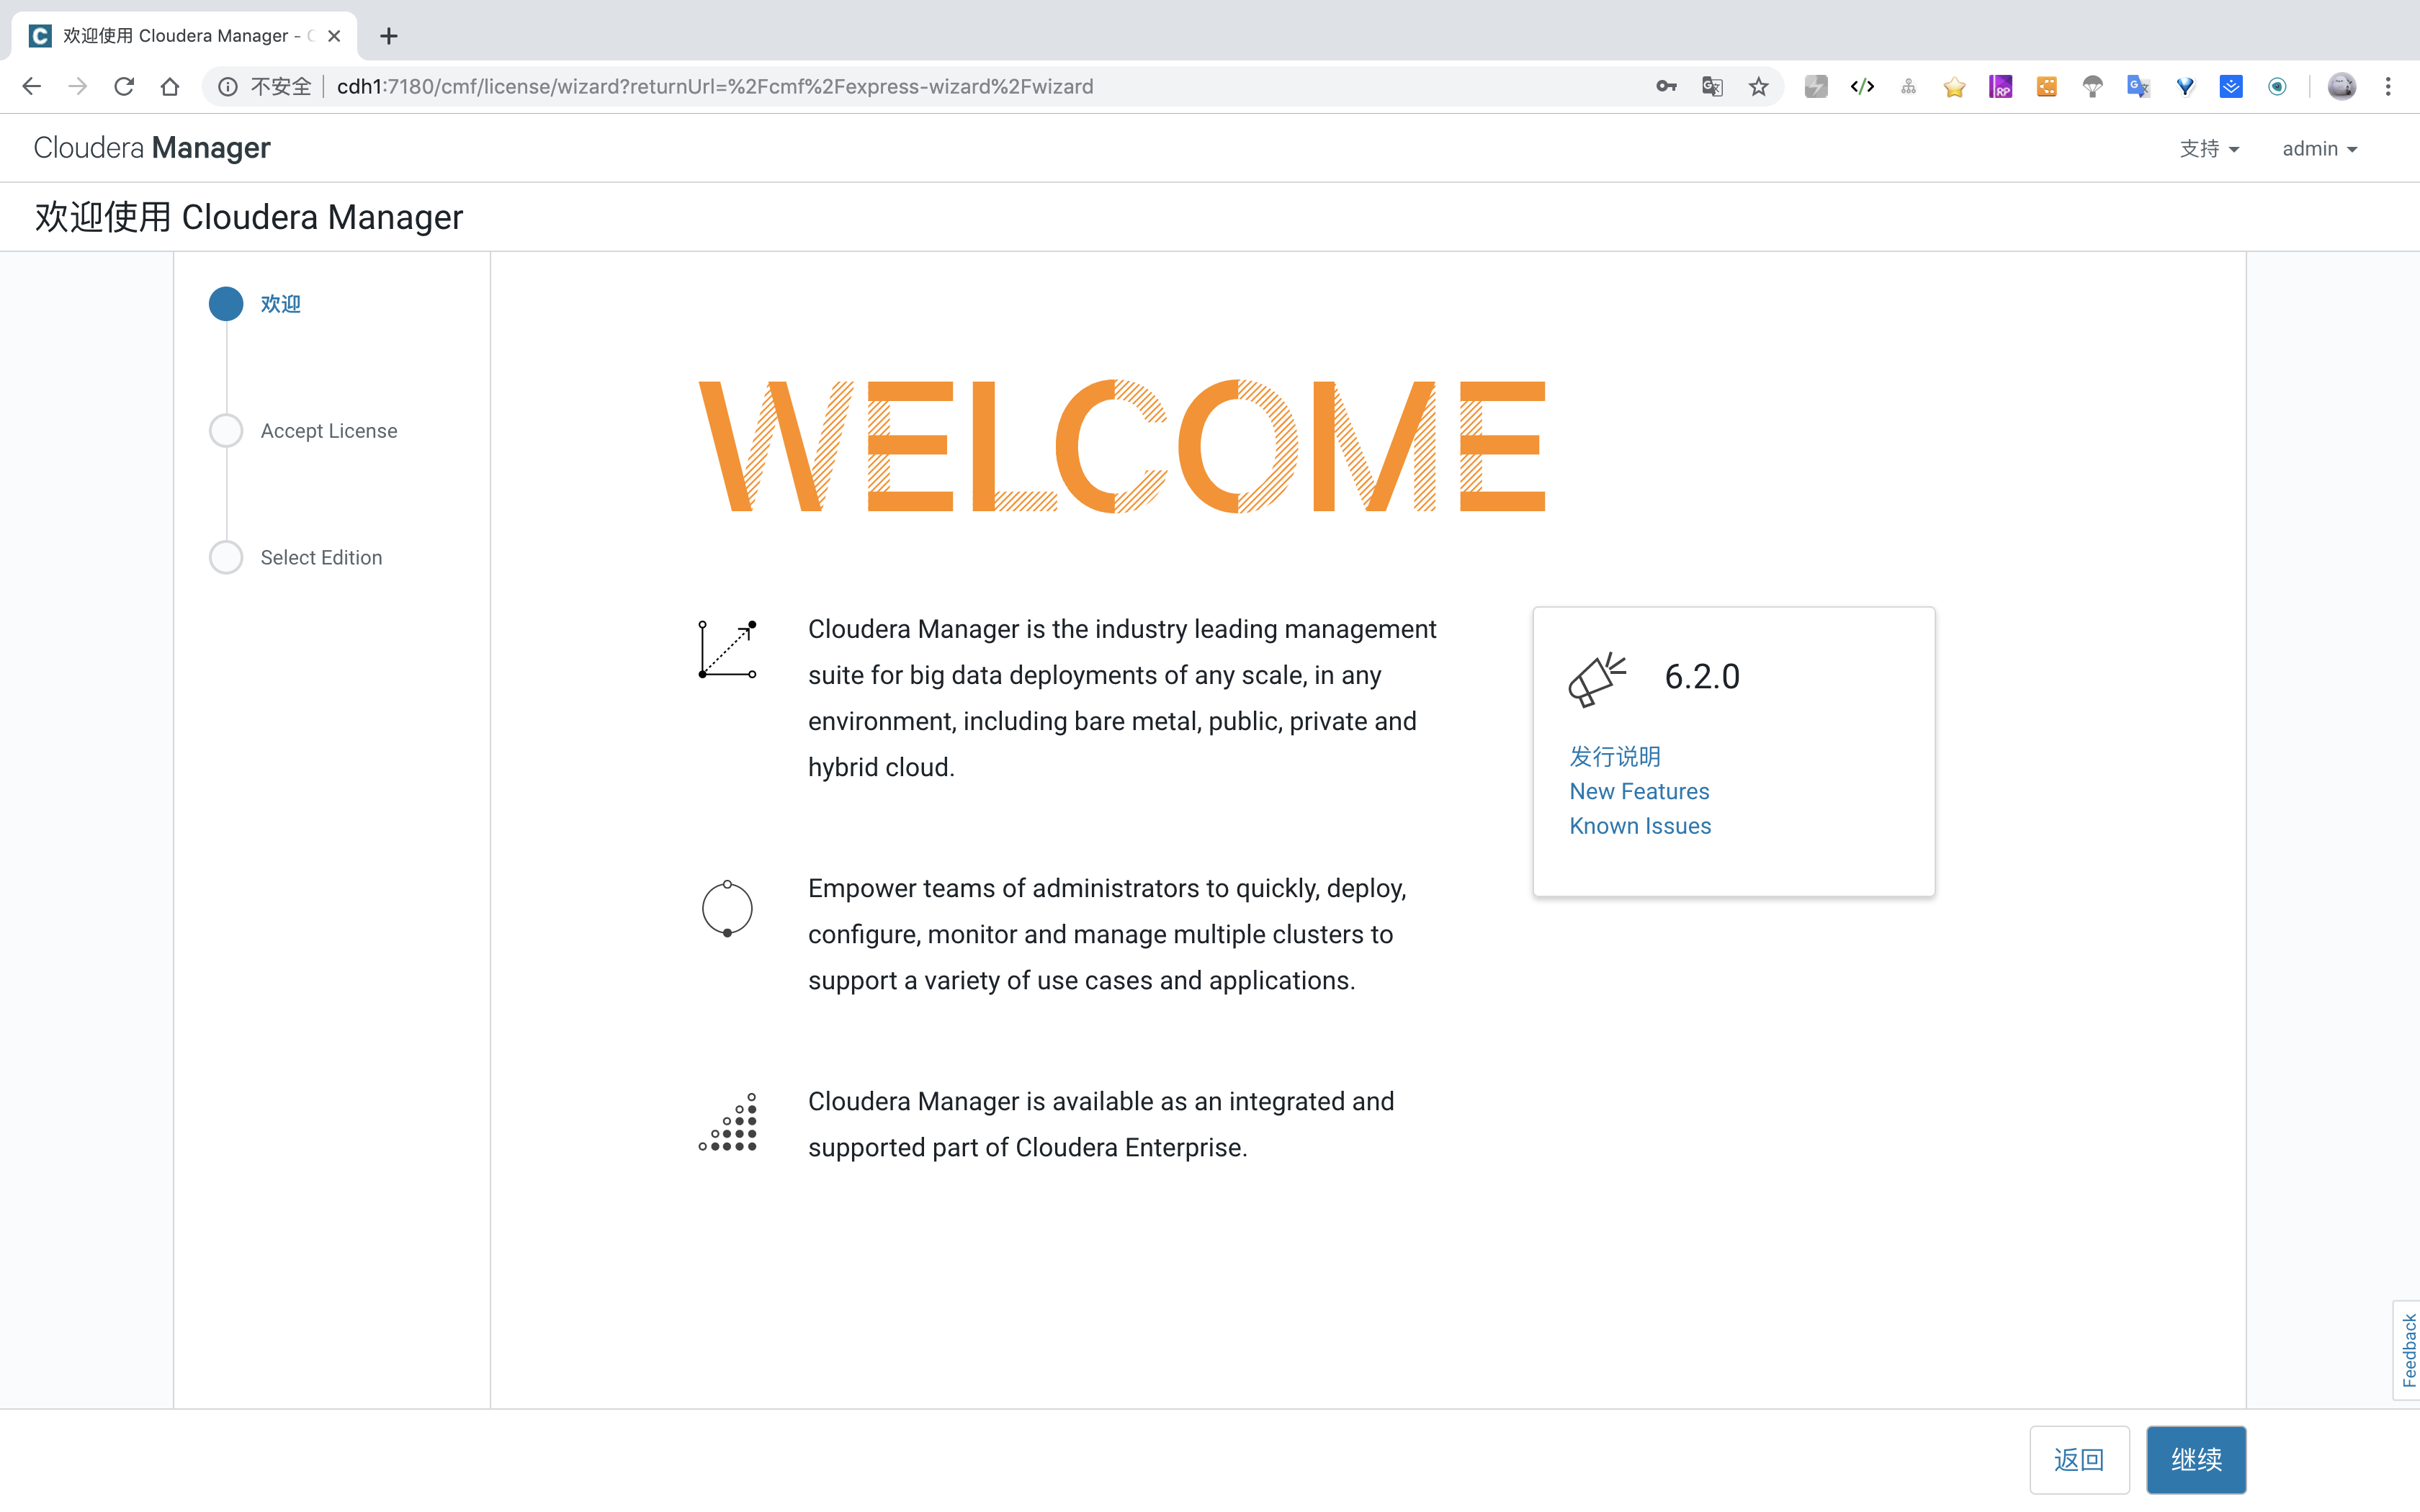 欢迎使用 Cloudera Manager -
不安全 | cdh1:7180/cmf/license/wizard?returnUrl=%2Fcmf%2Fexpress-wizard%2Fwizard
Cloudera Manager
支持
admin
欢迎使用 Cloudera Manager
欢迎
Accept License
Select Edition
WELCOME
Cloudera Manager is the industry leading management
suite for big data deployments of any scale, in any
environment, including bare metal, public, private and
hybrid cloud.
6.2.0
发行说明
New Features
Known Issues
Empower teams of administrators to quickly, deploy,
configure, monitor and manage multiple clusters to
support a variety of use cases and applications.
Cloudera Manager is available as an integrated and
supported part of Cloudera Enterprise.
Feedback
返回
继续